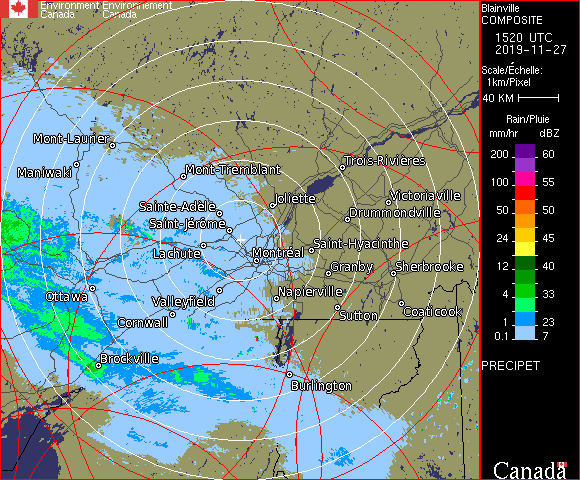 Environment Environnement
Canada Canada
Blainville
COMPOSITE
1520 UTC
2019-11-27
Scale/Échelle:
1km/Pixel
40 KM
Rain/Pluie
mm/hr dBZ
200 60
100 55
50 50
24 45
12 40
4 33
1 23
0.1 7
PRECIPET
Canada
Mont-Laurier
Maniwaki
Mont-Tremblant
Trois-Rivières
Sainte-Adèle
Joliette
Victoriaville
Saint-Jérôme
Drummondville
Lachute
Montréal
Saint-Hyacinthe
Granby
Sherbrooke
Ottawa
Valleyfield
Napierville
Cornwall
Sutton
Coaticook
Brockville
Burlington